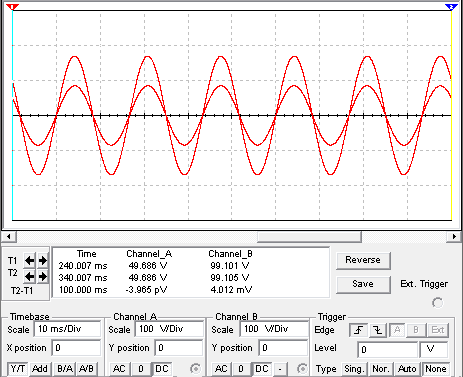 1 2
Time Channel_A Channel_B
T1 240.007 ms 49.686 V 99.101 V
T2 340.007 ms 49.686 V 99.105 V
T2-T1 100.000 ms -3.965 pV 4.012 mV
Reverse
Save
Ext. Trigger
Timebase
Scale 10 ms/Div
X position 0
Y/T Add B/A A/B
Channel A
Scale 100 V/Div
Y position 0
AC 0 DC
Channel B
Scale 100 V/Div
Y position 0
AC 0 DC -
Trigger
Edge A B Ext
Level 0 V
Type Sing. Nor. Auto None